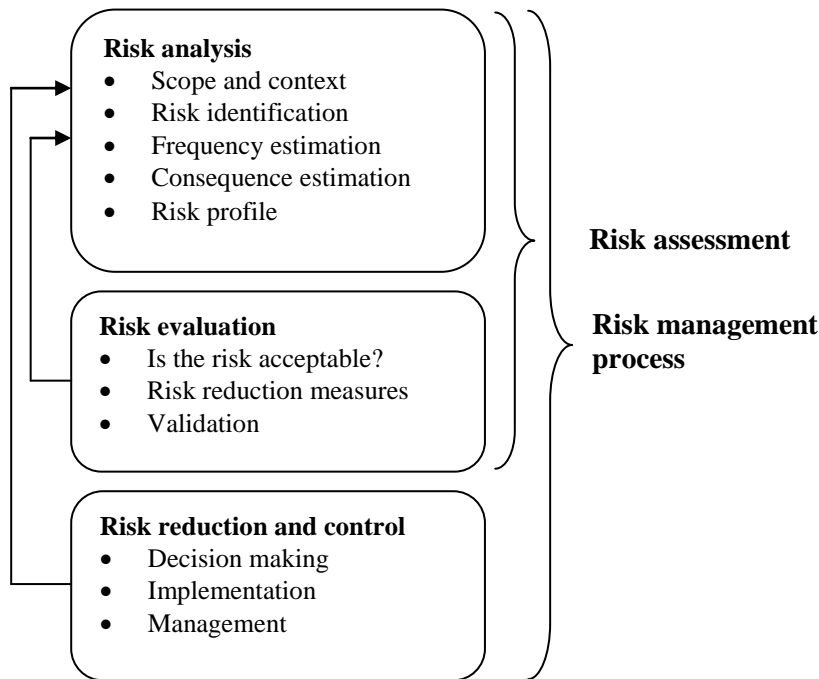 Risk analysis
• Scope and context
• Risk identification
• Frequency estimation
• Consequence estimation
• Risk profile
Risk assessment
Risk evaluation
• Is the risk acceptable?
• Risk reduction measures
• Validation
Risk management
process
Risk reduction and control
• Decision making
• Implementation
• Management